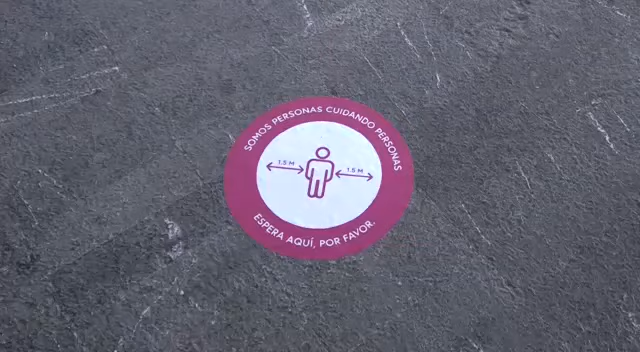 SOMOS PERSONAS CUIDANDO PERSONAS
1.5 M
1.5 M
ESPERA AQUÍ, POR FAVOR.